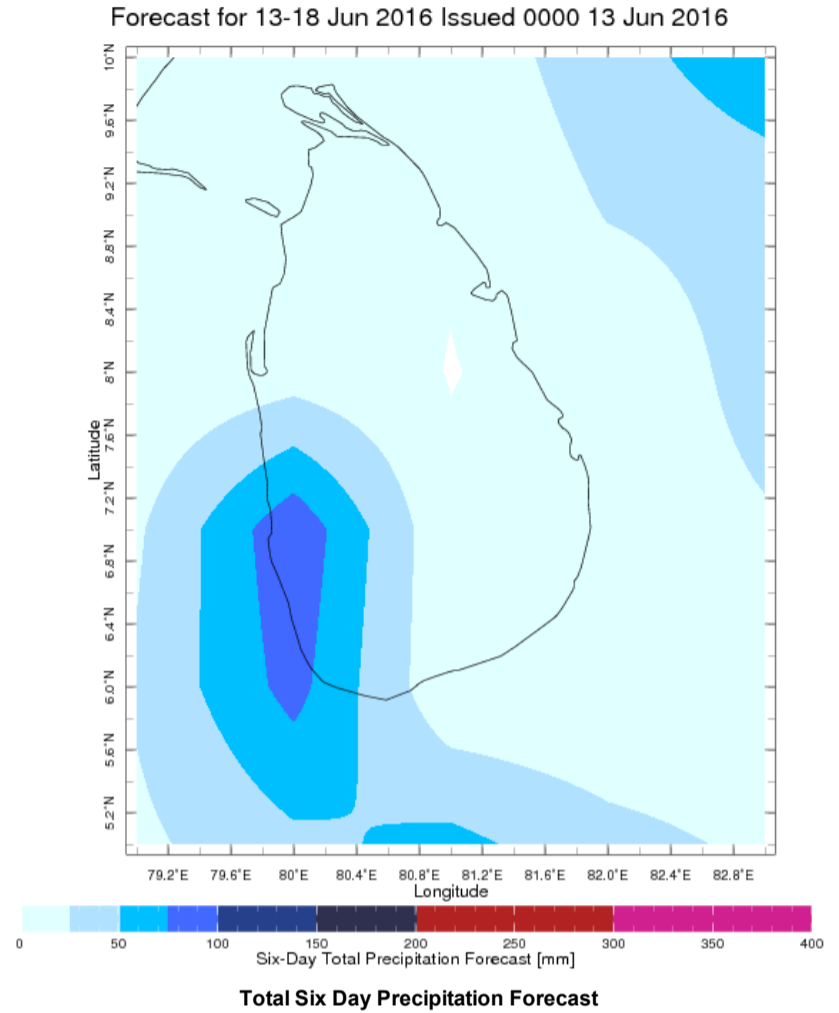 Forecast for 13-18 Jun 2016 Issued 0000 13 Jun 2016
10°N
9.6°N
9.2°N
8.8°N
8.4°N
8°N
7.6°N
7.2°N
6.8°N
6.4°N
6.0°N
5.6°N
5.2°N
Latitude
79.2°E 79.6°E 80°E 80.4°E 80.8°E 81.2°E 81.6°E 82.0°E 82.4°E 82.8°E
Longitude
0 50 100 150 200 250 300 350 400
Six-Day Total Precipitation Forecast [mm]
Total Six Day Precipitation Forecast